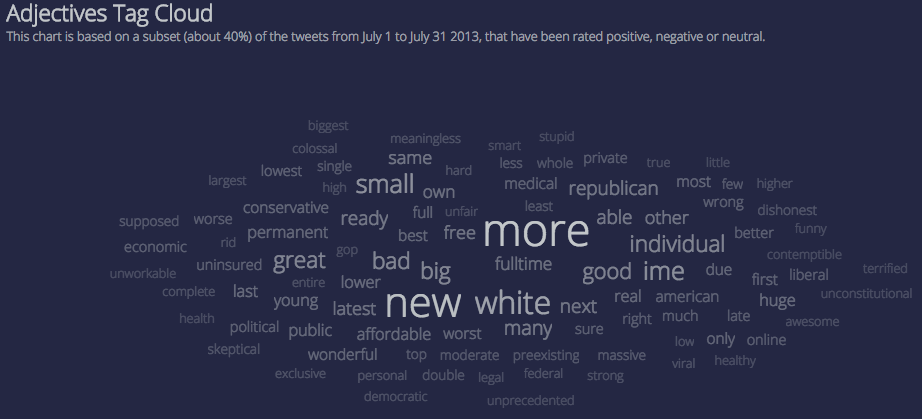 Adjectives Tag Cloud
This chart is based on a subset (about 40%) of the tweets from July 1 to July 31 2013, that have been rated positive, negative or neutral.
biggest
meaningless stupid
colossal smart
same less whole private true little
lowest single hard
largest high small own medical republican most few higher
conservative full unfair least wrong dishonest
supposed worse ready more able other better funny
permanent best free
economic rid gop individual contemptible
uninsured great bad big fulltime good ime due terrified
unworkable entire lower first liberal
complete last young latest new white next real american huge unconstitutional
health right much late awesome
political public affordable worst many sure
skeptical low only online
wonderful top moderate preexisting massive viral healthy
exclusive personal double legal federal strong
democratic unprecedented